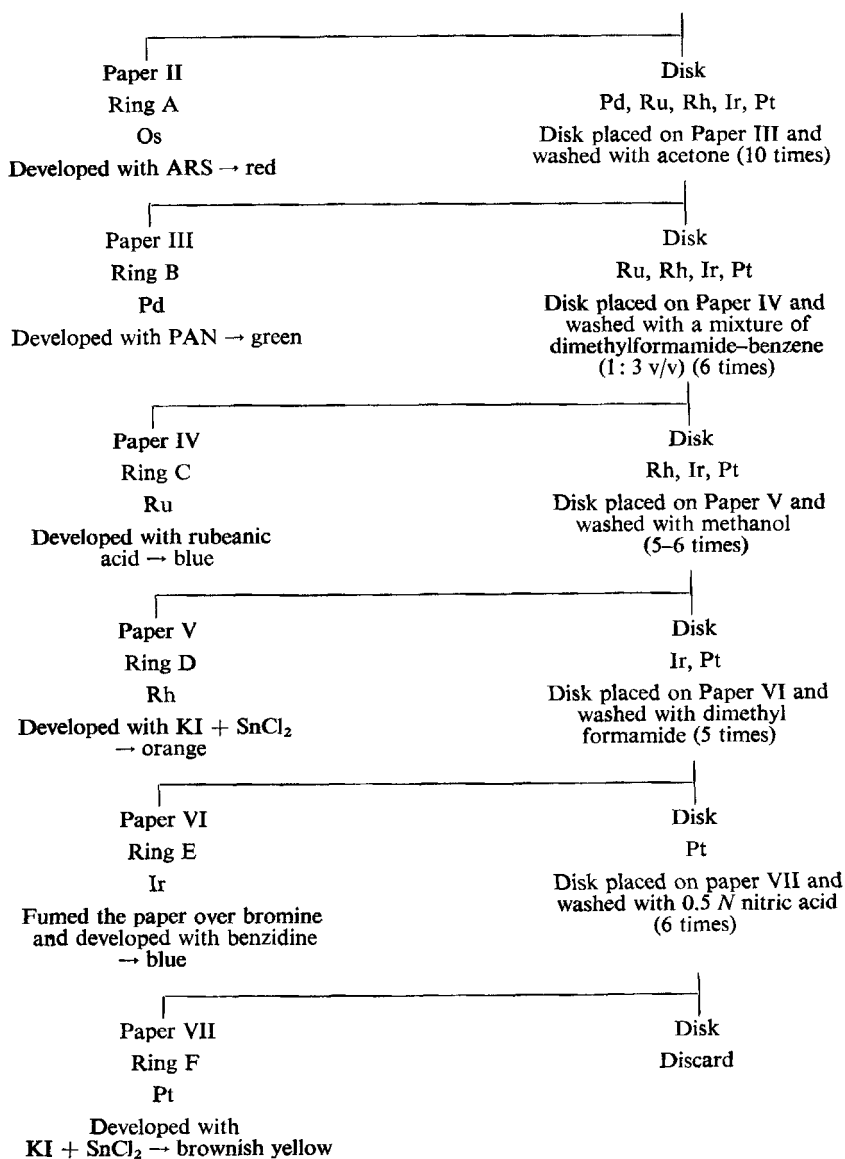 Paper II
Ring A
Os
Developed with ARS → red
Disk
Pd, Ru, Rh, Ir, Pt
Disk placed on Paper III and
washed with acetone (10 times)
Paper III
Ring B
Pd
Developed with PAN → green
Disk
Ru, Rh, Ir, Pt
Disk placed on Paper IV and
washed with a mixture of
dimethylformamide–benzene
(1 : 3 v/v) (6 times)
Paper IV
Ring C
Ru
Developed with rubeanic
acid → blue
Disk
Rh, Ir, Pt
Disk placed on Paper V and
washed with methanol
(5–6 times)
Paper V
Ring D
Rh
Developed with KI + SnCl₂
→ orange
Disk
Ir, Pt
Disk placed on Paper VI and
washed with dimethyl
formamide (5 times)
Paper VI
Ring E
Ir
Fumed the paper over bromine
and developed with benzidine
→ blue
Disk
Pt
Disk placed on paper VII and
washed with 0.5 N nitric acid
(6 times)
Paper VII
Ring F
Pt
Developed with
KI + SnCl₂ → brownish yellow
Disk
Discard